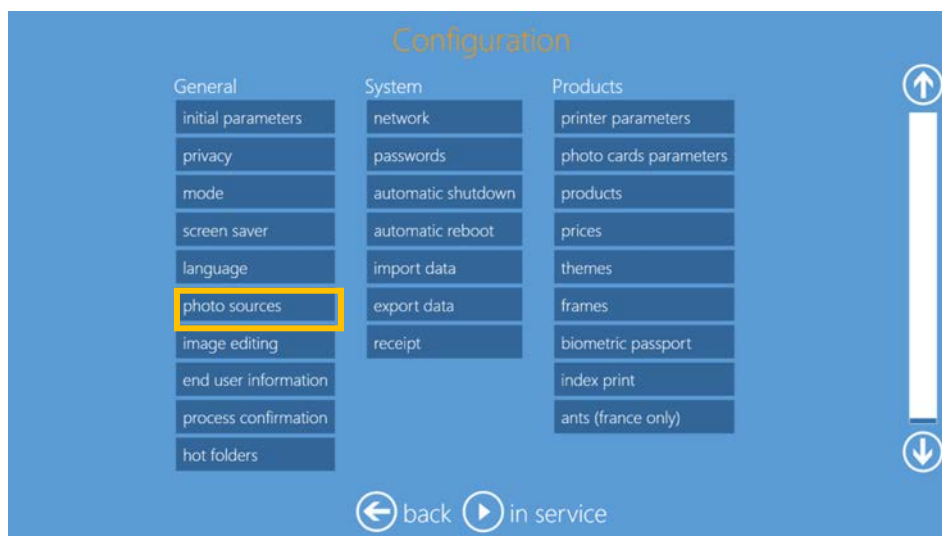 Configuration
General
initial parameters
privacy
mode
screen saver
language
photo sources
image editing
end user information
process confirmation
hot folders
System
network
passwords
automatic shutdown
automatic reboot
import data
export data
receipt
Products
printer parameters
photo cards parameters
products
prices
themes
frames
biometric passport
index print
ants (france only)
back
in service